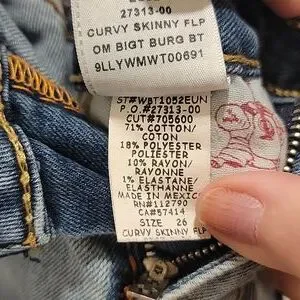 27313-00
CURVY SKINNY FLP
OM BIGT BURG BT
9LLYWMWT00691
ST#WBT1052EUN
P.O.#27313-00
CUT#705600
71% COTTON/
COTON
18% POLYESTER
POLIESTER
10% RAYON/
RAYONNE
1% ELASTANE/
ELASTHANNE
MADE IN MEXICO
RN#112790
CA#57414
SIZE 26
CURVY SKINNY FLP